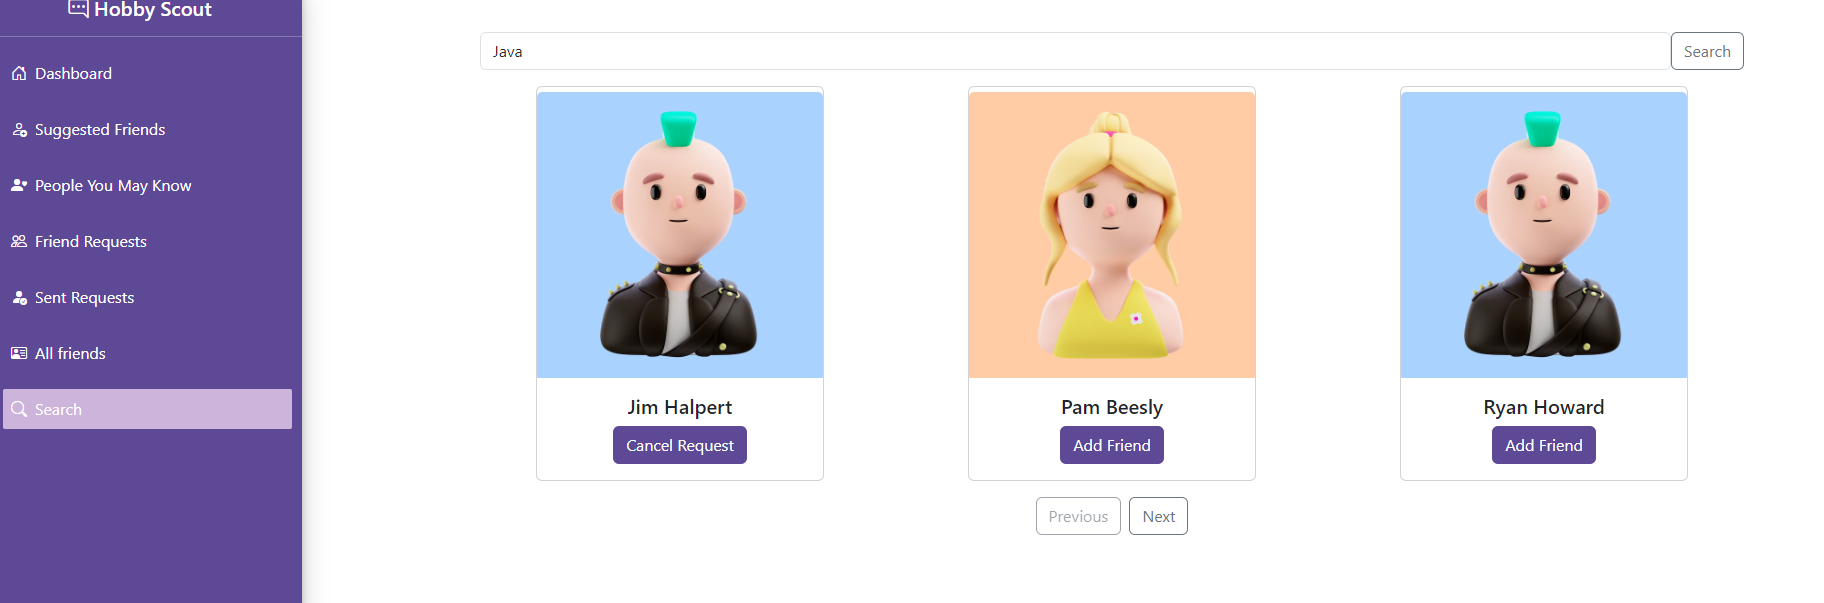 Hobby Scout
Dashboard
Suggested Friends
People You May Know
Friend Requests
Sent Requests
All friends
Search
Java
Search
Jim Halpert
Cancel Request
Pam Beesly
Add Friend
Ryan Howard
Add Friend
Previous
Next